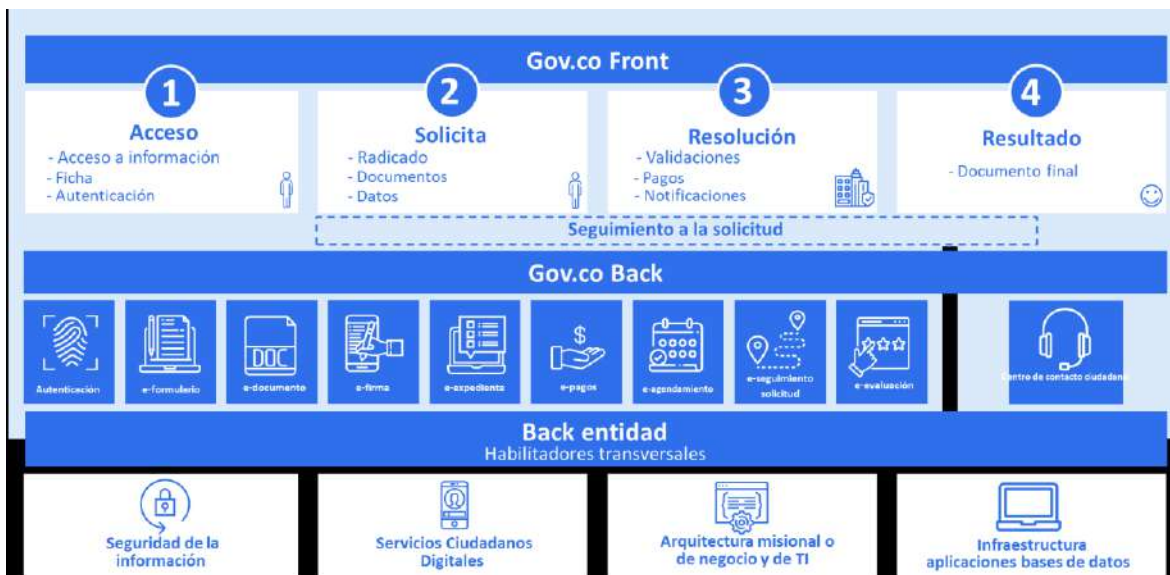 Gov.co Front
1
Acceso
- Acceso a información
- Ficha
- Autenticación
2
Solicita
- Radicado
- Documentos
- Datos
3
Resolución
- Validaciones
- Pagos
- Notificaciones
4
Resultado
- Documento final
Seguimiento a la solicitud
Gov.co Back
Autenticación
e-formulario
DOC
e-documento
e-firma
e-expediente
$
e-pagos
e-agendamiento
e-seguimiento
solicitud
e-evaluación
Centro de contacto ciudadano
Back entidad
Habilitadores transversales
Seguridad de la
información
Servicios Ciudadanos
Digitales
Arquitectura misional o
de negocio y de TI
Infraestructura
aplicaciones bases de datos